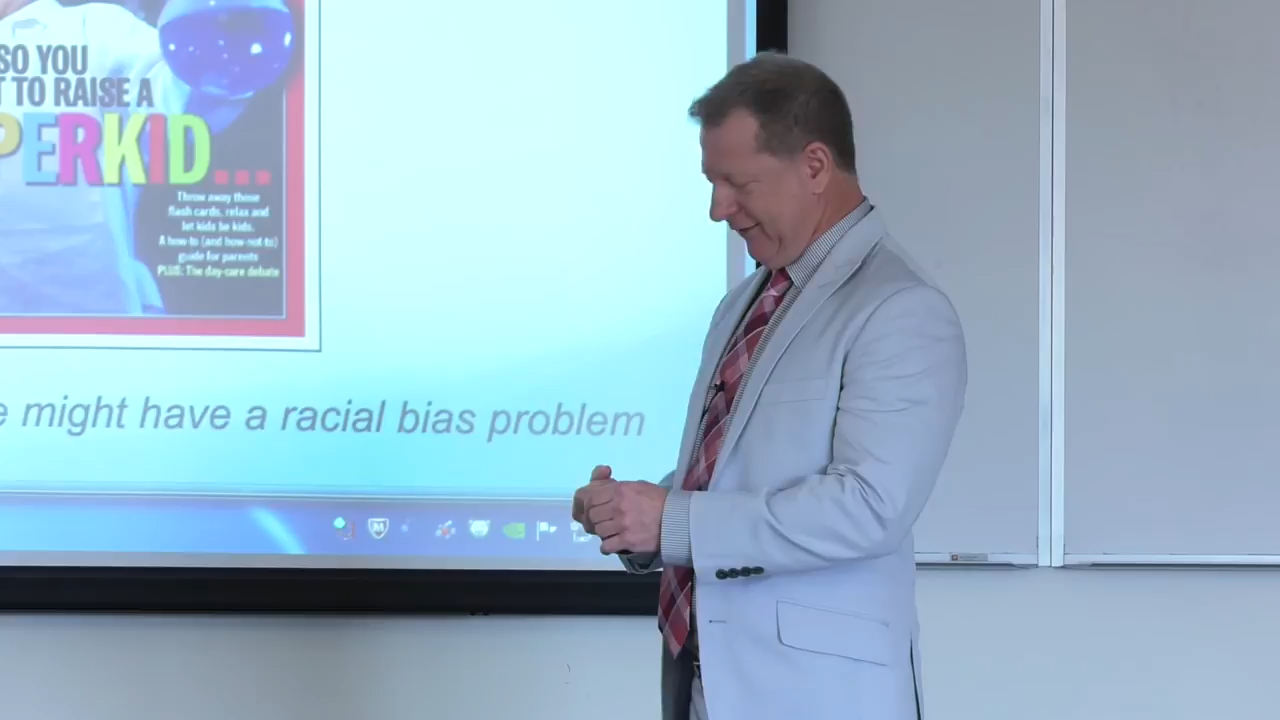 SO YOU
T TO RAISE A
PERKID...
Throw away those
flash cards, relax and
let kids be kids.
A how-to (and how-not-to)
guide for parents
PLUS: The day-care debate
e might have a racial bias problem
M